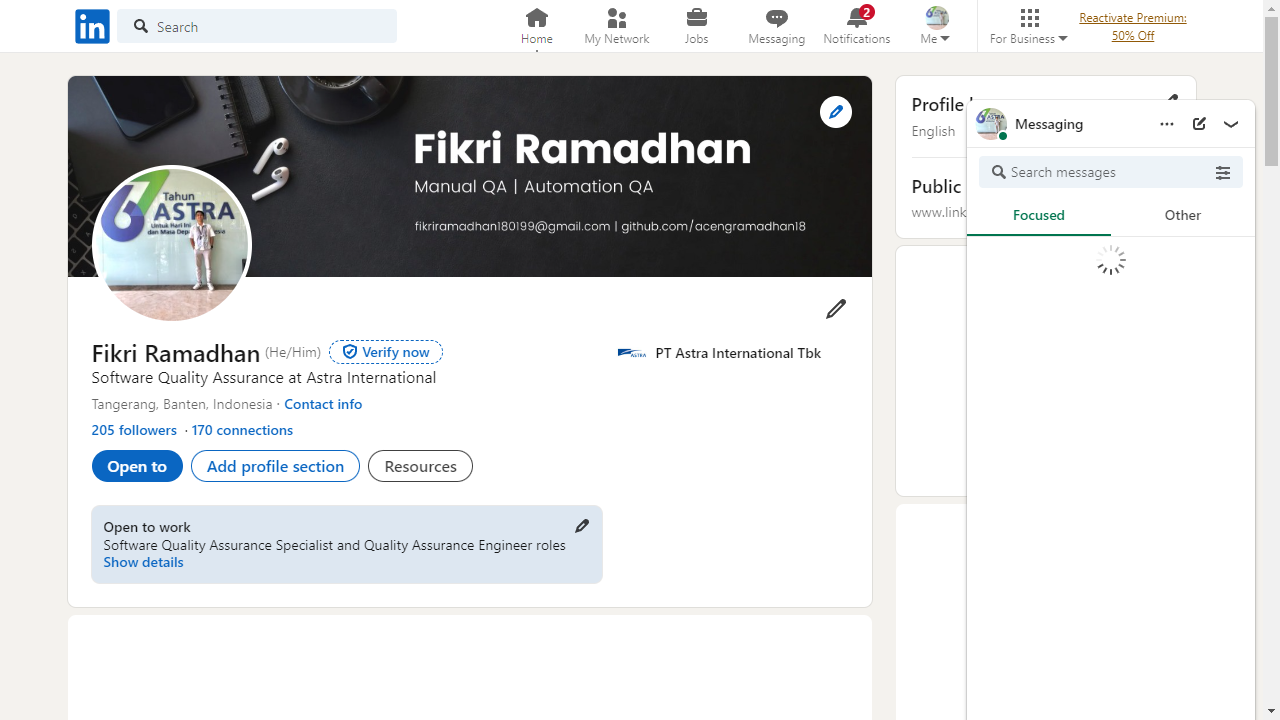 in
Search
Home
My Network
Jobs
Messaging
2
Notifications
Me
For Business
Reactivate Premium:
50% Off
Fikri Ramadhan
Manual QA | Automation QA
fikriramadhan180199@gmail.com | github.com/acengramadhan18
Tahun
ASTRA
Untuk Hari Ini
dan Masa
Fikri Ramadhan (He/Him) Verify now
Software Quality Assurance at Astra International
Tangerang, Banten, Indonesia · Contact info
205 followers · 170 connections
Open to
Add profile section
Resources
ASTRA
PT Astra International Tbk
Open to work
Software Quality Assurance Specialist and Quality Assurance Engineer roles
Show details
Profile
English
Public
www.link
Messaging
Search messages
Focused
Other